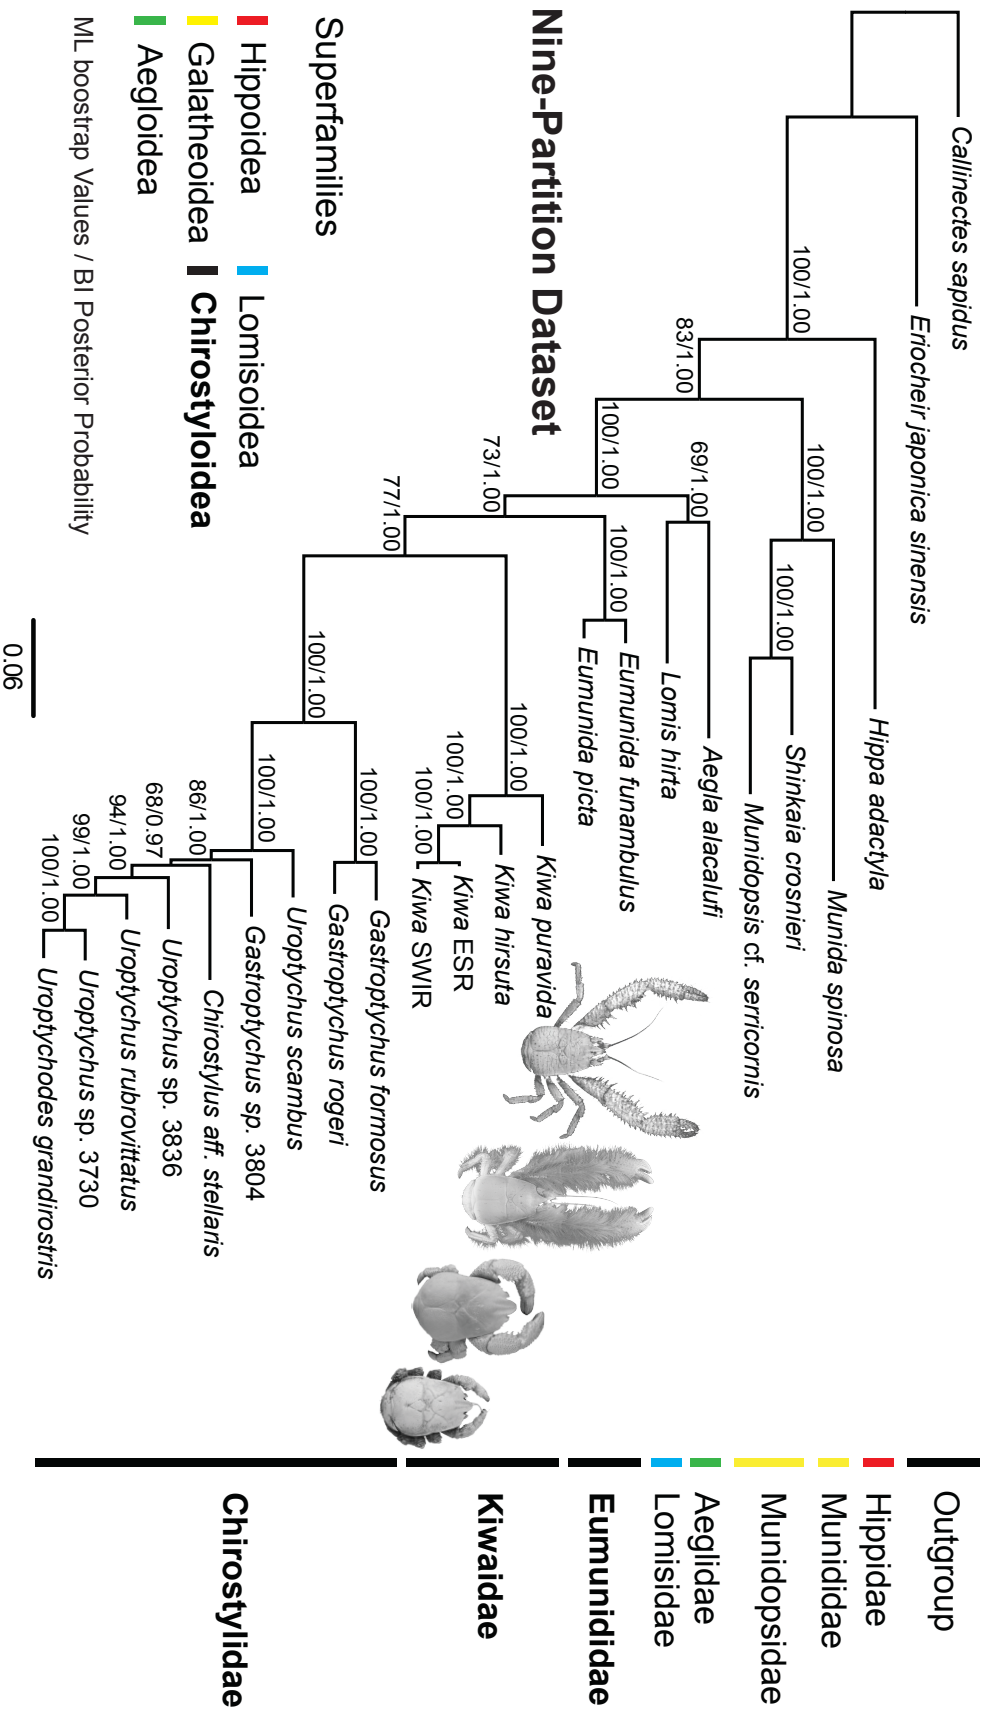 Nine-Partition Dataset
Callinectes sapidus
Eriocheir japonica sinensis
Hippa adactyla
Munida spinosa
Shinkaia crosnieri
Munidopsis cf. serricornis
Aegla alacalufi
Lomis hirta
Eumunida funambulus
Eumunida picta
Kiwa puravida
Kiwa hirsuta
Kiwa ESR
Kiwa SWIR
Gastroptychus formosus
Gastroptychus rogeri
Uroptychus scambus
Gastroptychus sp. 3804
Chirostylus aff. stellaris
Uroptychus sp. 3836
Uroptychus rubrovittatus
Uroptychus sp. 3730
Uroptychodes grandirostris
100/1.00
83/1.00
100/1.00
100/1.00
100/1.00
69/1.00
73/1.00
100/1.00
77/1.00
100/1.00
100/1.00
100/1.00
100/1.00
100/1.00
100/1.00
86/1.00
68/0.97
94/1.00
99/1.00
100/1.00
Outgroup
Hippidae
Munididae
Munidopsidae
Aeglidae
Lomisidae
Eumunididae
Kiwaidae
Chirostylidae
Superfamilies
Hippoidea
Lomisoidea
Galatheoidea
Chirostyloidea
Aegloidea
ML boostrap Values / BI Posterior Probability
0.06